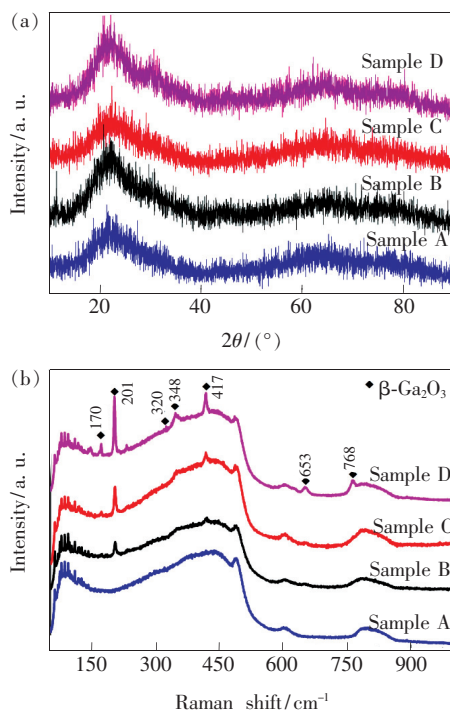 (a)
Sample D
Sample C
Sample B
Sample A
Intensity/a. u.
20 40 60 80
2θ/(°)
(b)
170 201 320 348 417 653 768
◆ β-Ga₂O₃
Sample D
Sample C
Sample B
Sample A
Intensity/a. u.
150 300 450 600 750 900
Raman shift/cm⁻¹